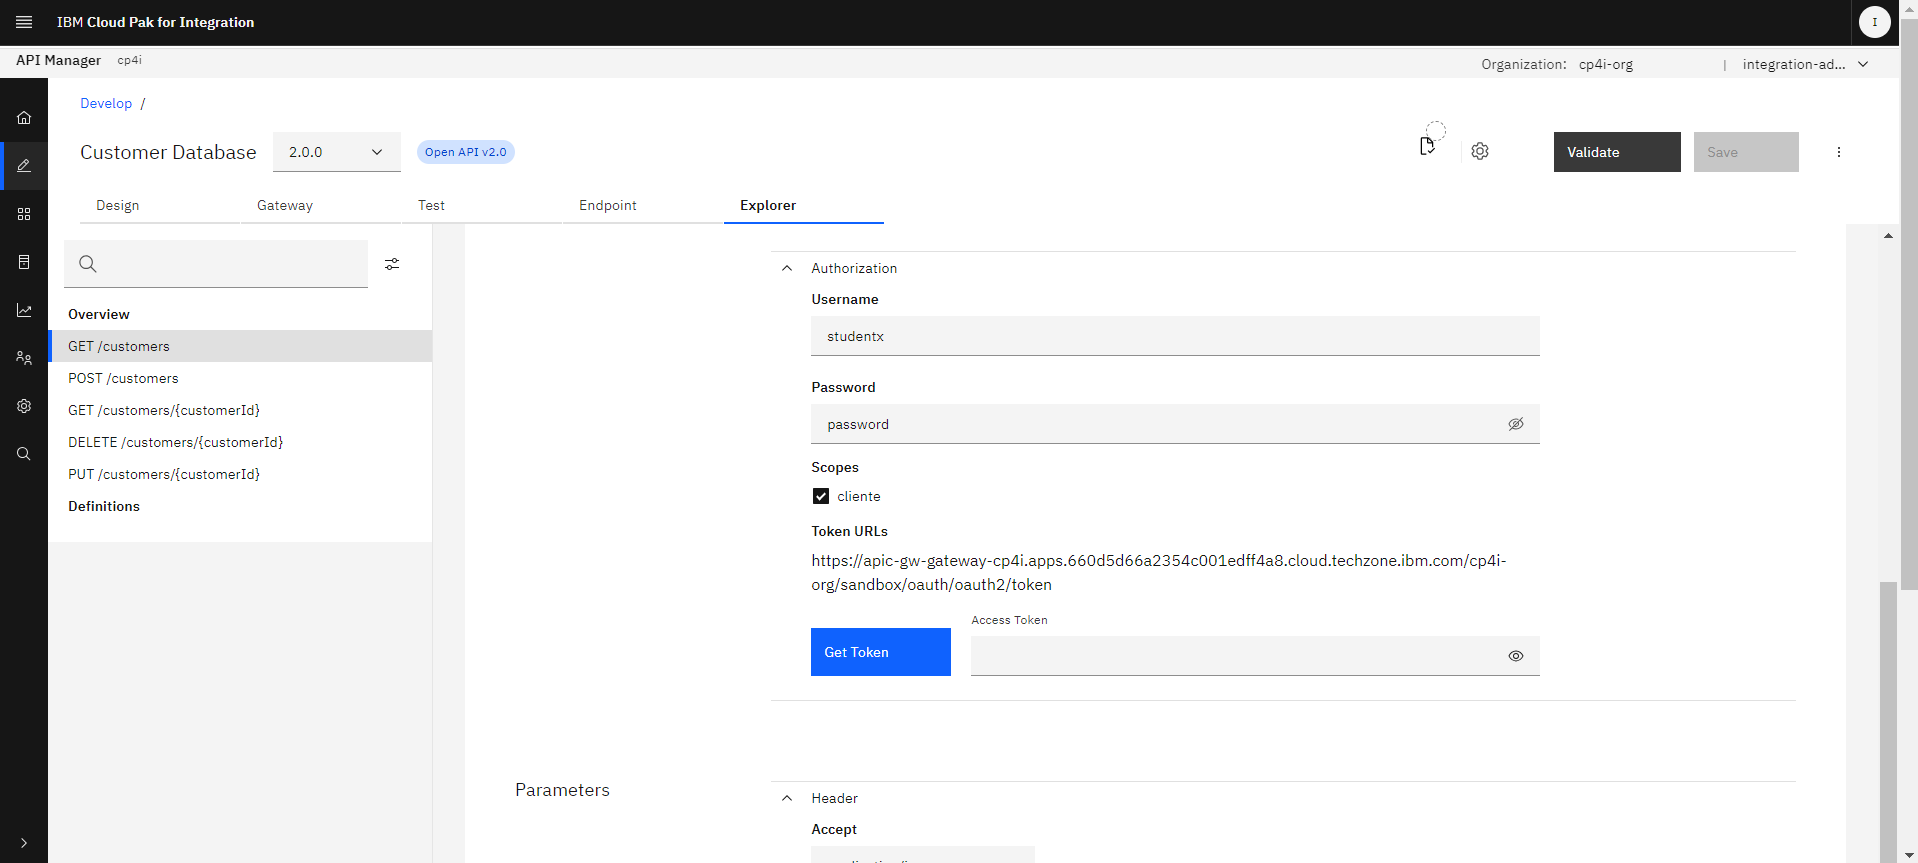 IBM Cloud Pak for Integration
I
API Manager cp4i
Organization: cp4i-org | integration-ad...
Develop /
Customer Database 2.0.0 Open API v2.0
Validate Save
Design Gateway Test Endpoint Explorer
Overview
GET /customers
POST /customers
GET /customers/{customerId}
DELETE /customers/{customerId}
PUT /customers/{customerId}
Definitions
Authorization
Username
studentx
Password
password
Scopes
cliente
Token URLs
https://apic-gw-gateway-cp4i.apps.660d5d66a2354c001edff4a8.cloud.techzone.ibm.com/cp4i-
org/sandbox/oauth/oauth2/token
Access Token
Get Token
Parameters
Header
Accept